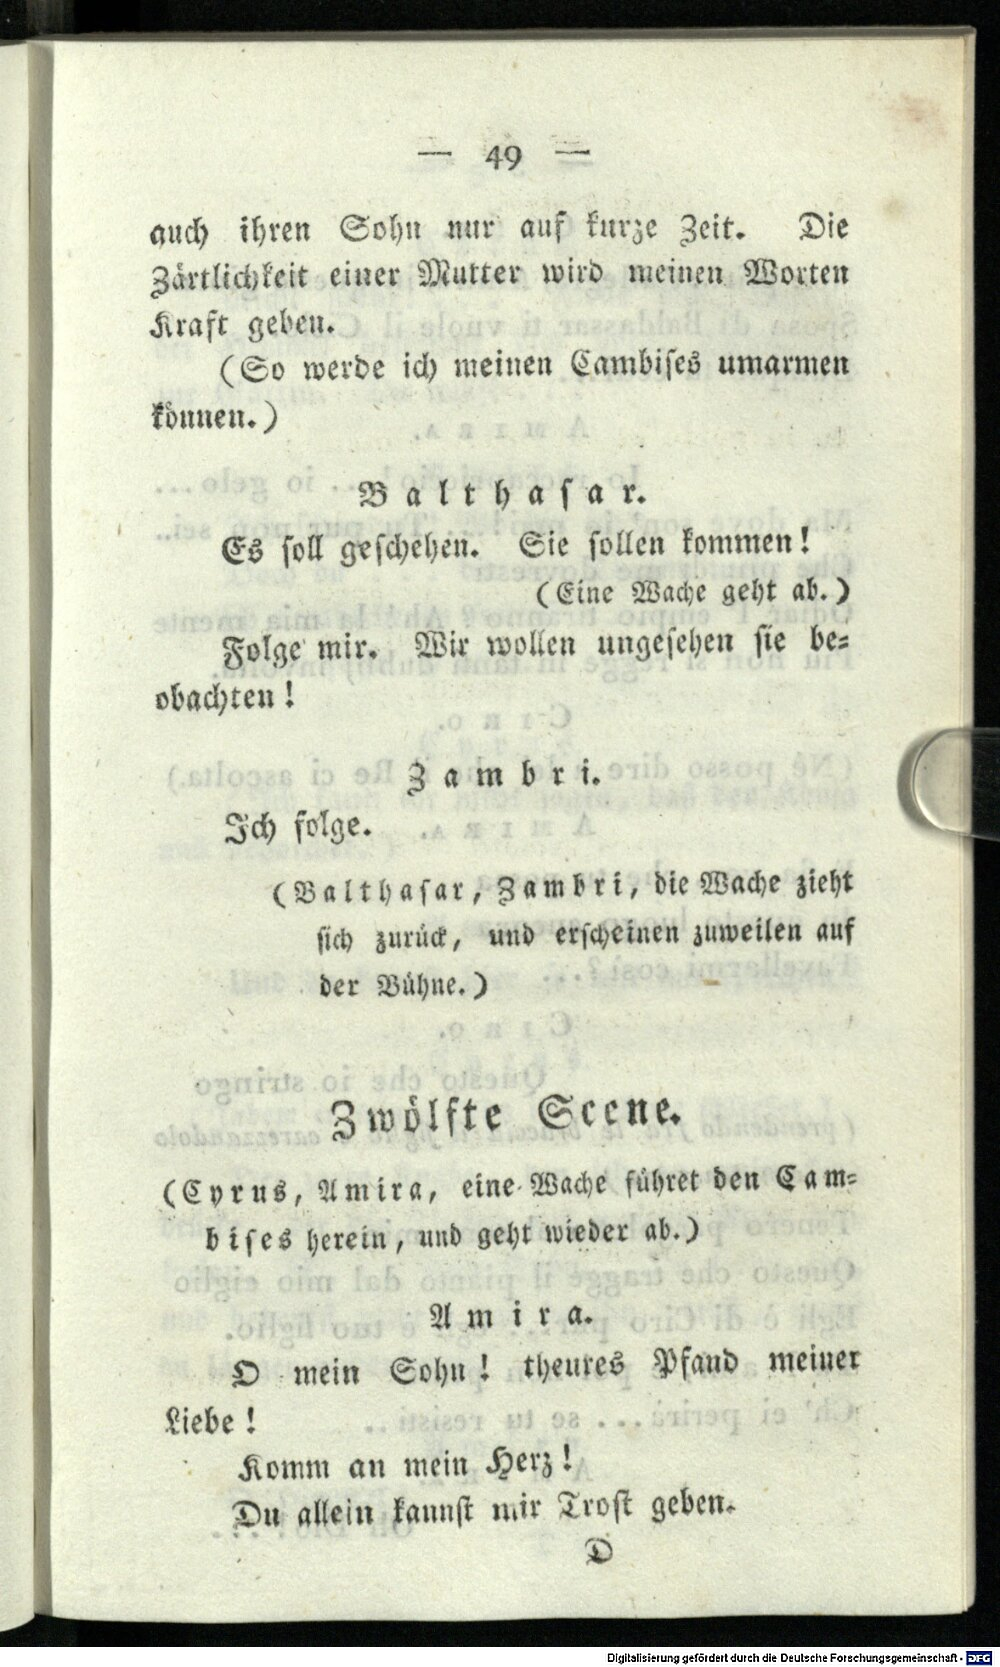 — 49 —
auch ihren Sohn nur auf kurze Zeit. Die
Zärtlichkeit einer Mutter wird meinen Worten
Kraft geben.
(So werde ich meinen Cambises umarmen
können.)
Balthasar.
Es soll geschehen. Sie sollen kommen!
(Eine Wache geht ab.)
Folge mir. Wir wollen ungesehen sie be-
obachten!
Zambri.
Ich folge.
(Balthasar, Zambri, die Wache zieht
sich zurück, und erscheinen zuweilen auf
der Bühne.)
Zwölfte Scene.
(Cyrus, Amira, eine Wache führet den Cam-
bises herein, und geht wieder ab.)
Amira.
O mein Sohn! theures Pfand meiner
Liebe!
Komm an mein Herz!
Du allein kannst mir Trost geben.
D
Digitalisierung gefördert durch die Deutsche Forschungsgemeinschaft - DFG